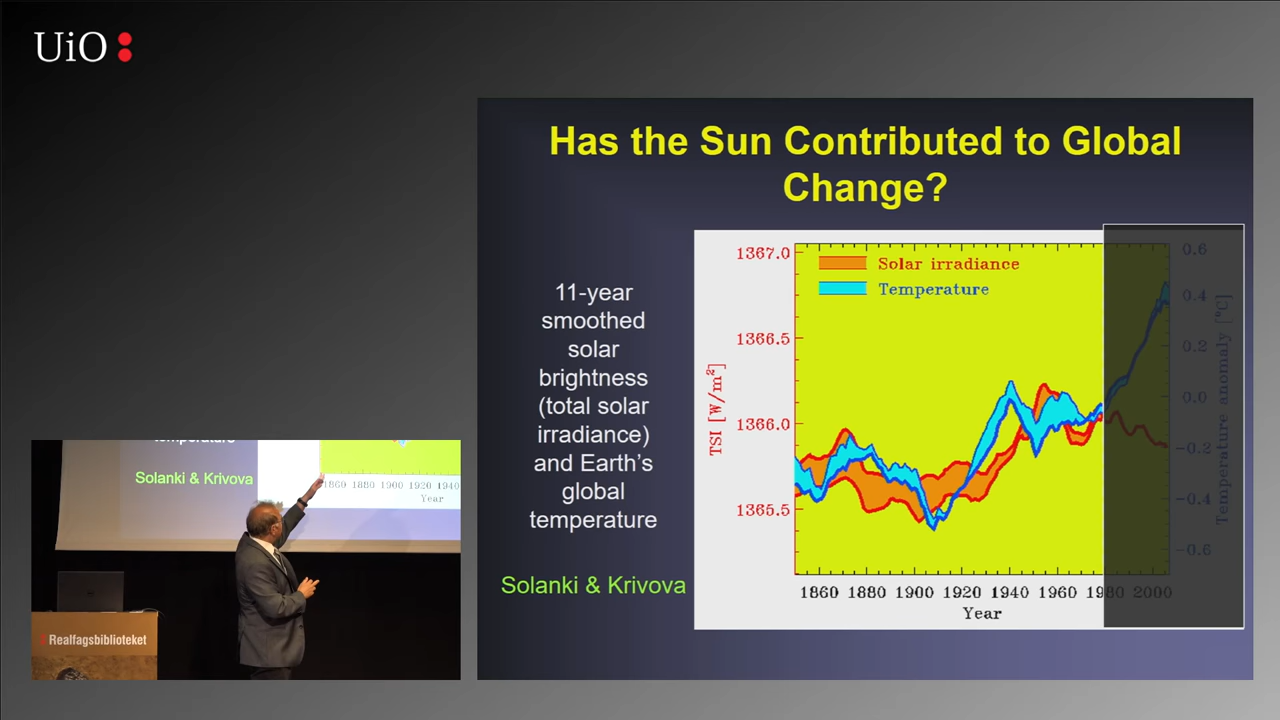 UiO
Has the Sun Contributed to Global
Change?
11-year
smoothed
solar
brightness
(total solar
irradiance)
and Earth's
global
temperature
Solanki & Krivova
1367.0
1366.5
1366.0
1365.5
TSI [W/m²]
Solar irradiance
Temperature
0.6
0.4
0.2
0.0
-0.2
-0.4
-0.6
Temperature anomaly [°C]
1860 1880 1900 1920 1940 1960 1980 2000
Year
temperature
Solanki & Krivova
1860 1880 1900 1920 1940
Year
Realfagsbiblioteket